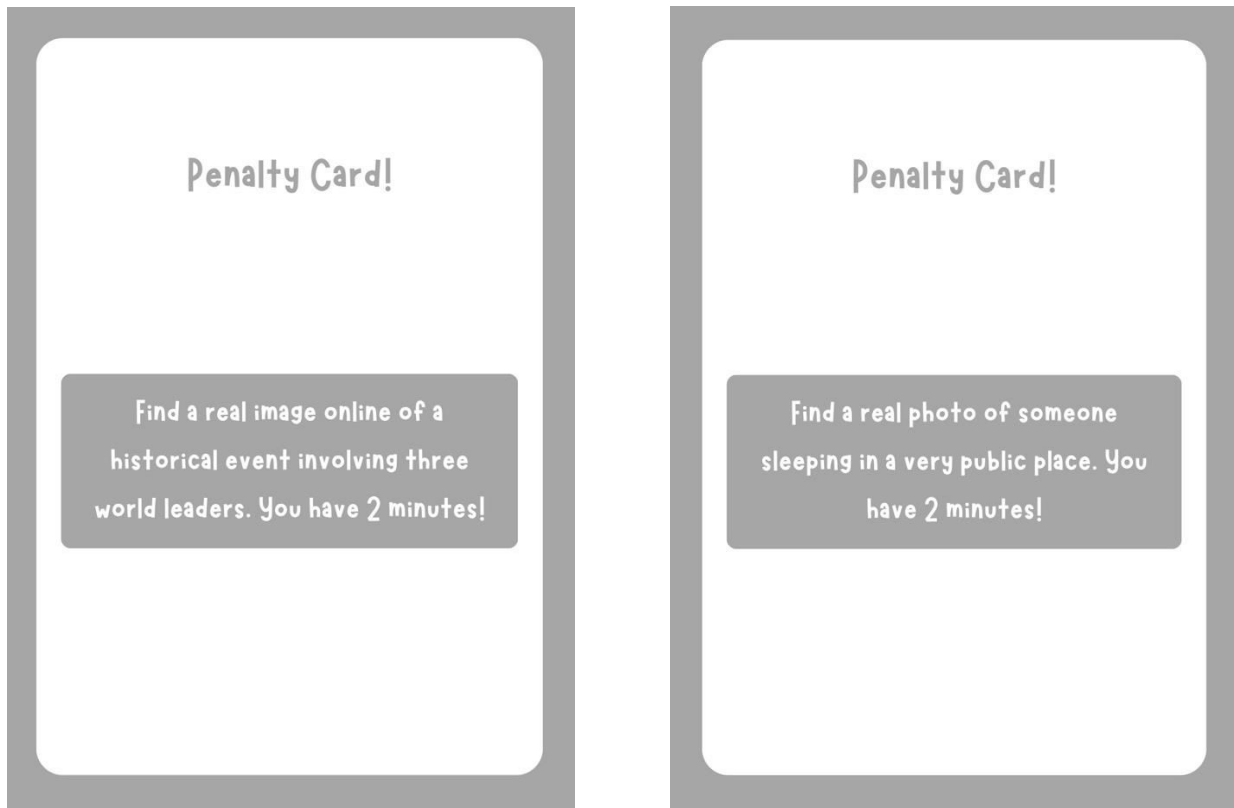 Penalty Card!
Find a real image online of a
historical event involving three
world leaders. You have 2 minutes!
Penalty Card!
Find a real photo of someone
sleeping in a very public place. You
have 2 minutes!